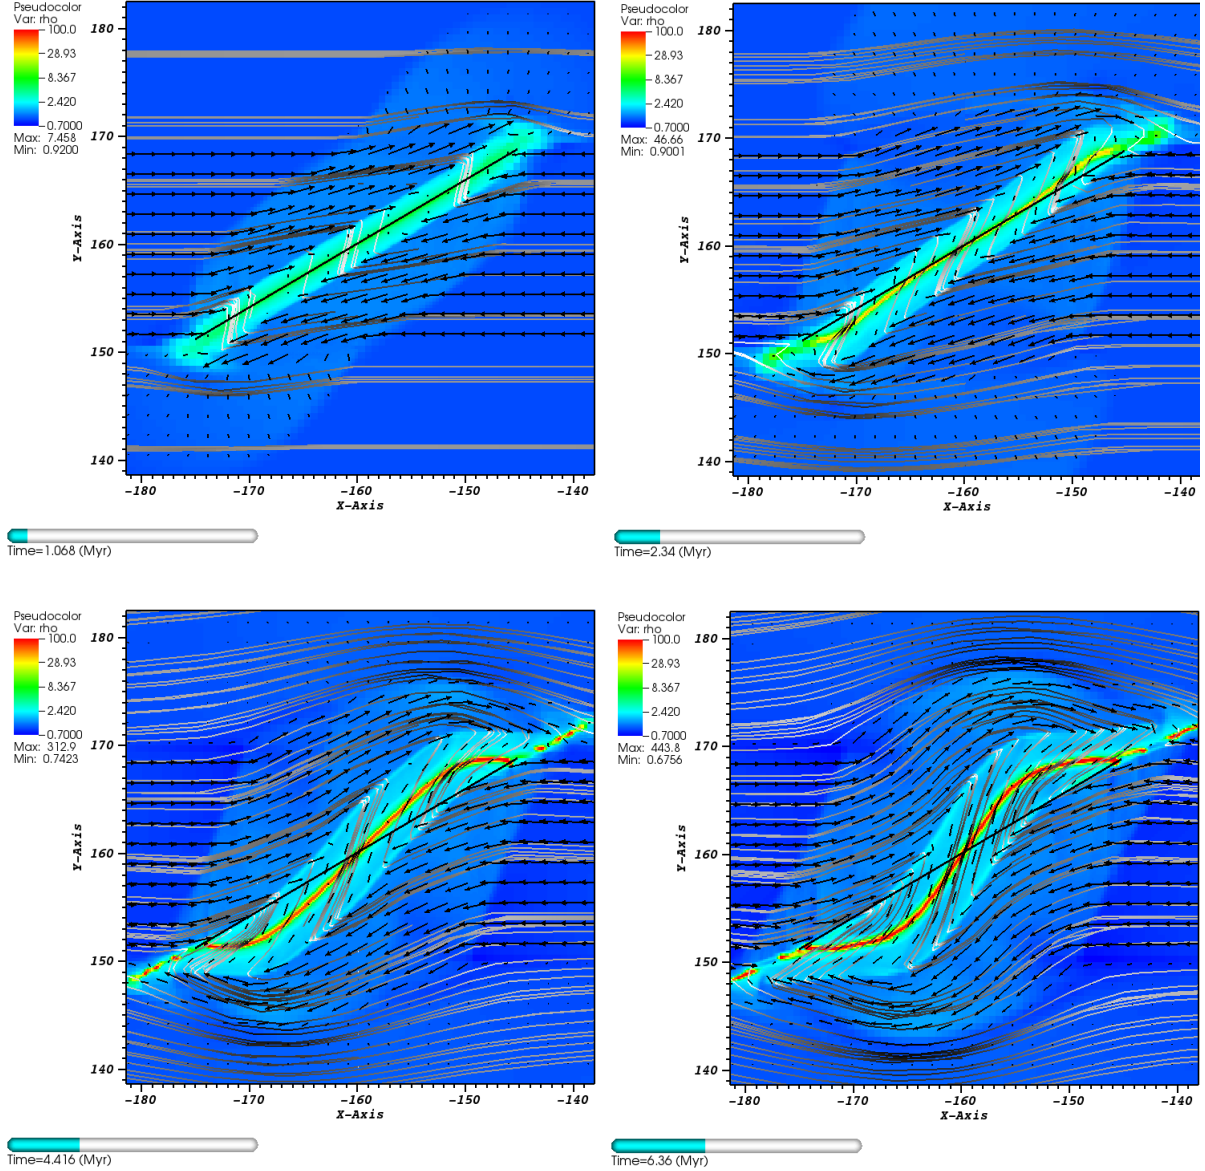 Pseudocolor
Var: rho
100.0
28.93
8.367
2.420
0.7000
Max: 7.458
Min: 0.9200
180
170
160
150
140
Y-Axis
-180
-170
-160
-150
-140
X-Axis
Time=1.068 (Myr)
Pseudocolor
Var: rho
100.0
28.93
8.367
2.420
0.7000
Max: 46.66
Min: 0.9001
180
170
160
150
140
Y-Axis
-180
-170
-160
-150
-140
X-Axis
Time=2.34 (Myr)
Pseudocolor
Var: rho
100.0
28.93
8.367
2.420
0.7000
Max: 312.9
Min: 0.7423
180
170
160
150
140
Y-Axis
-180
-170
-160
-150
-140
X-Axis
Time=4.416 (Myr)
Pseudocolor
Var: rho
100.0
28.93
8.367
2.420
0.7000
Max: 443.8
Min: 0.6756
180
170
160
150
140
Y-Axis
-180
-170
-160
-150
-140
X-Axis
Time=6.36 (Myr)